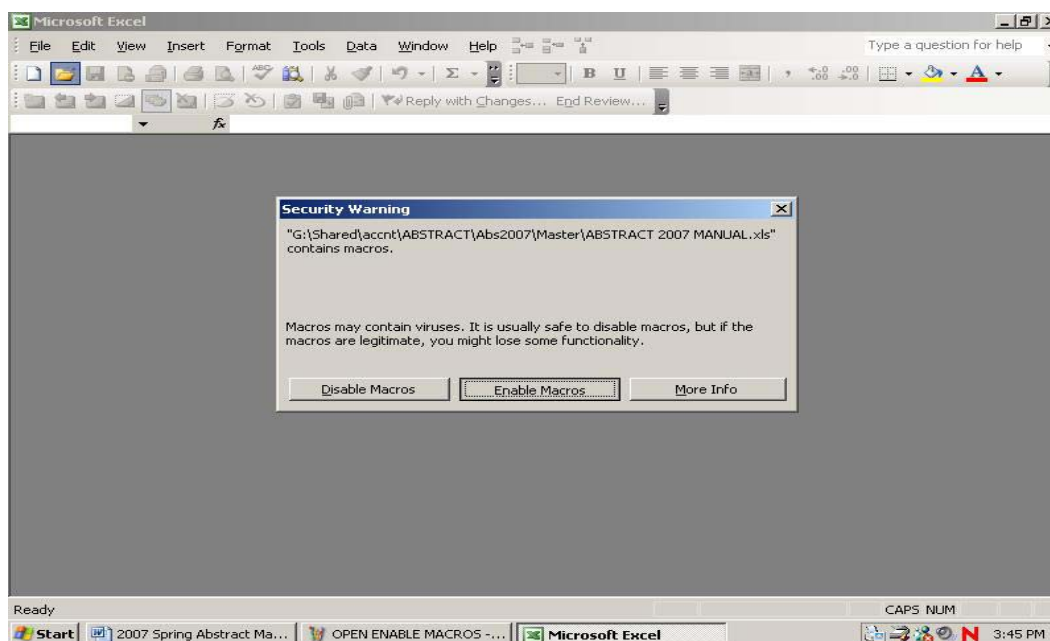 Microsoft Excel
File Edit View Insert Format Tools Data Window Help Type a question for help
B U
Reply with Changes... End Review...
fx
Security Warning
"G:\Shared\accnt\ABSTRACT\Abs2007\Master\ABSTRACT 2007 MANUAL.xls"
contains macros.
Macros may contain viruses. It is usually safe to disable macros, but if the
macros are legitimate, you might lose some functionality.
Disable Macros Enable Macros More Info
Ready CAPS NUM
Start 2007 Spring Abstract Ma... OPEN ENABLE MACROS -... Microsoft Excel N 3:45 PM